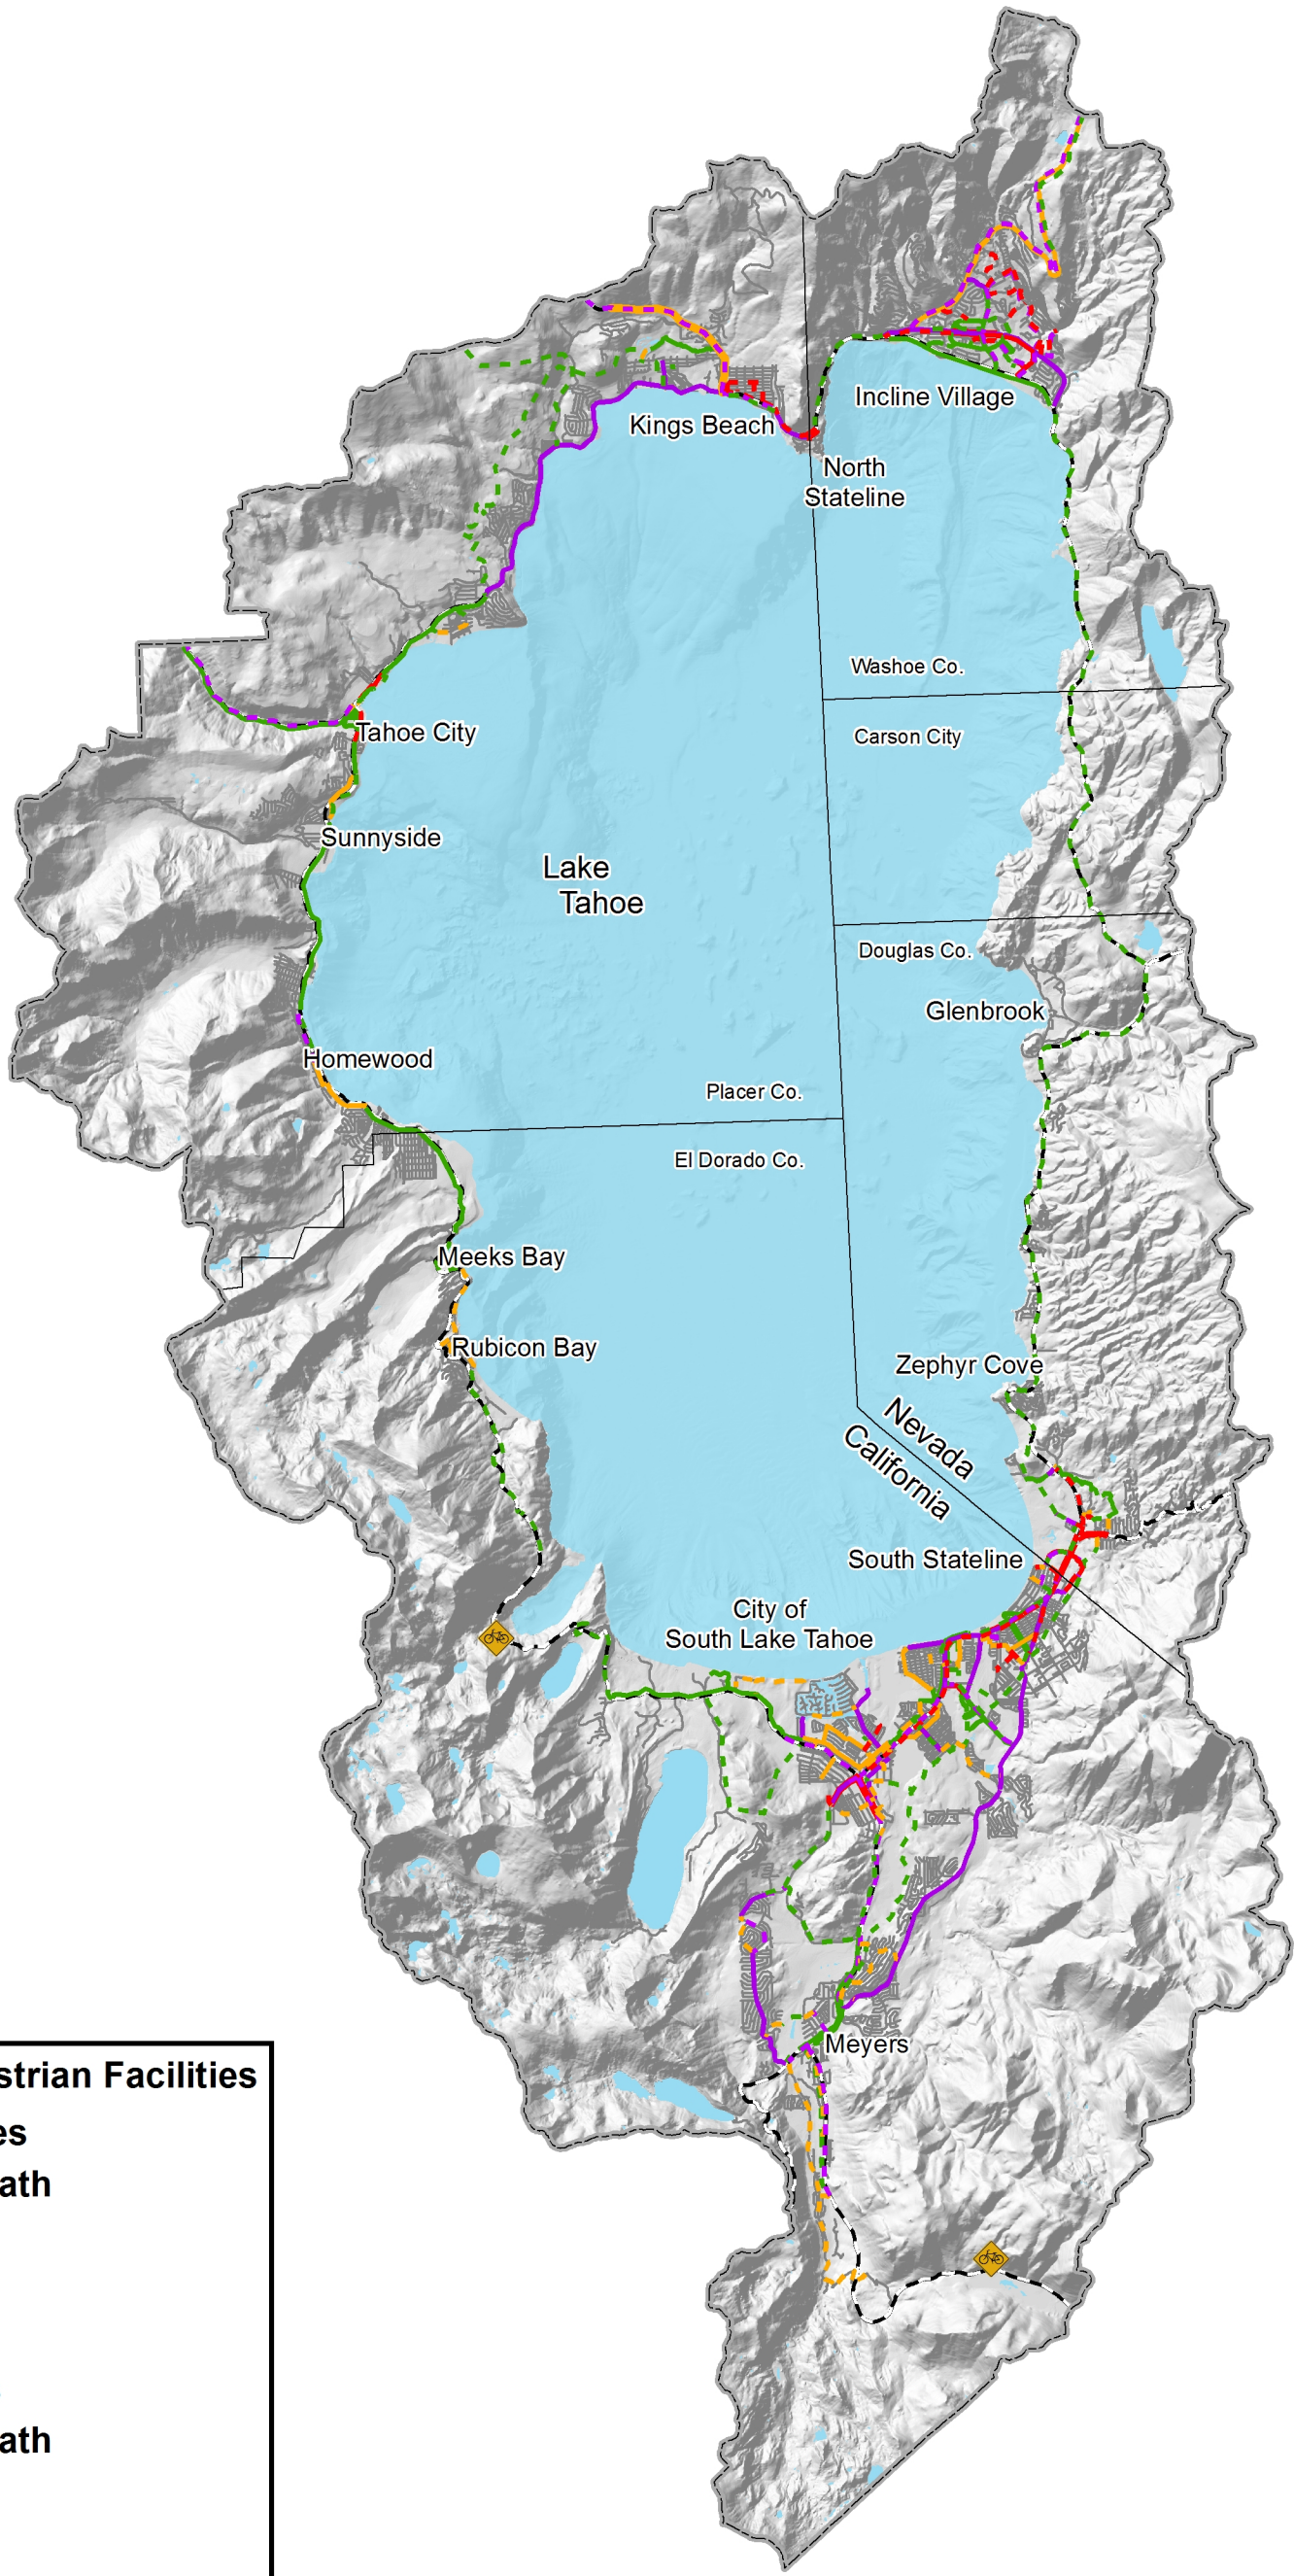 Incline Village
Kings Beach
North
Stateline
Washoe Co.
Tahoe City
Carson City
Sunnyside
Lake
Tahoe
Douglas Co.
Glenbrook
Homewood
Placer Co.
El Dorado Co.
Meeks Bay
Rubicon Bay
Zephyr Cove
Nevada
California
South Stateline
City of
South Lake Tahoe
Meyers
strian Facilities
es
ath
ath